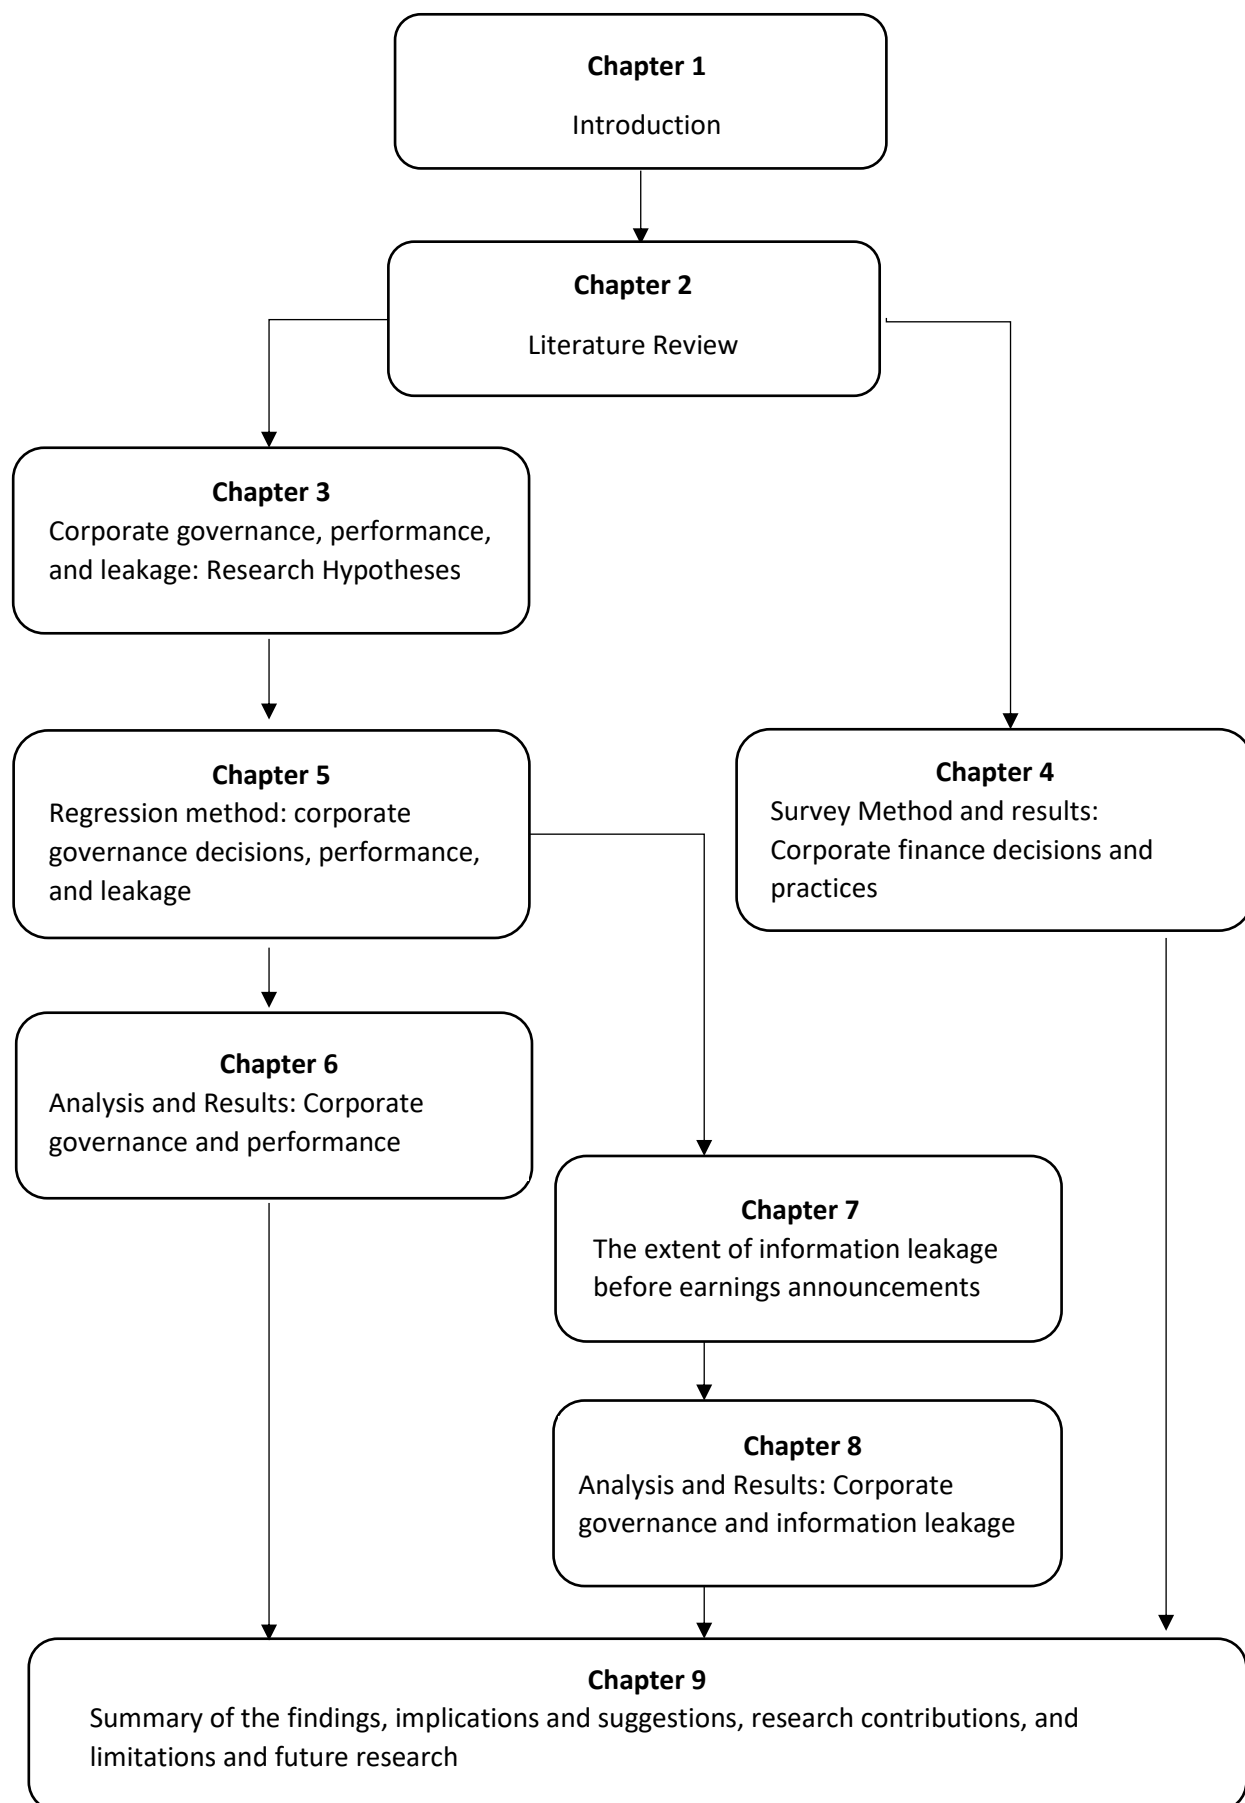 Chapter 1
Introduction
Chapter 2
Literature Review
Chapter 3
Corporate governance, performance,
and leakage: Research Hypotheses
Chapter 5
Regression method: corporate
governance decisions, performance,
and leakage
Chapter 4
Survey Method and results:
Corporate finance decisions and
practices
Chapter 6
Analysis and Results: Corporate
governance and performance
Chapter 7
The extent of information leakage
before earnings announcements
Chapter 8
Analysis and Results: Corporate
governance and information leakage
Chapter 9
Summary of the findings, implications and suggestions, research contributions, and
limitations and future research